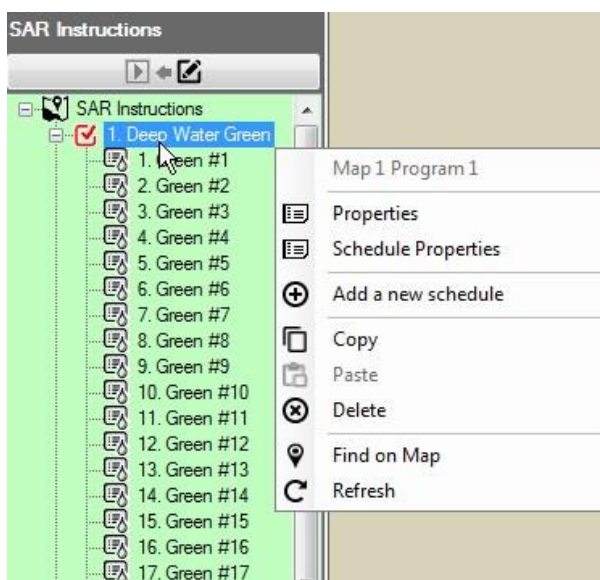 SAR Instructions
SAR Instructions
1. Deep Water Green
1. Green #1
2. Green #2
3. Green #3
4. Green #4
5. Green #5
6. Green #6
7. Green #7
8. Green #8
9. Green #9
10. Green #10
11. Green #11
12. Green #12
13. Green #13
14. Green #14
15. Green #15
16. Green #16
17. Green #17
Map 1 Program 1
Properties
Schedule Properties
Add a new schedule
Copy
Paste
Delete
Find on Map
Refresh